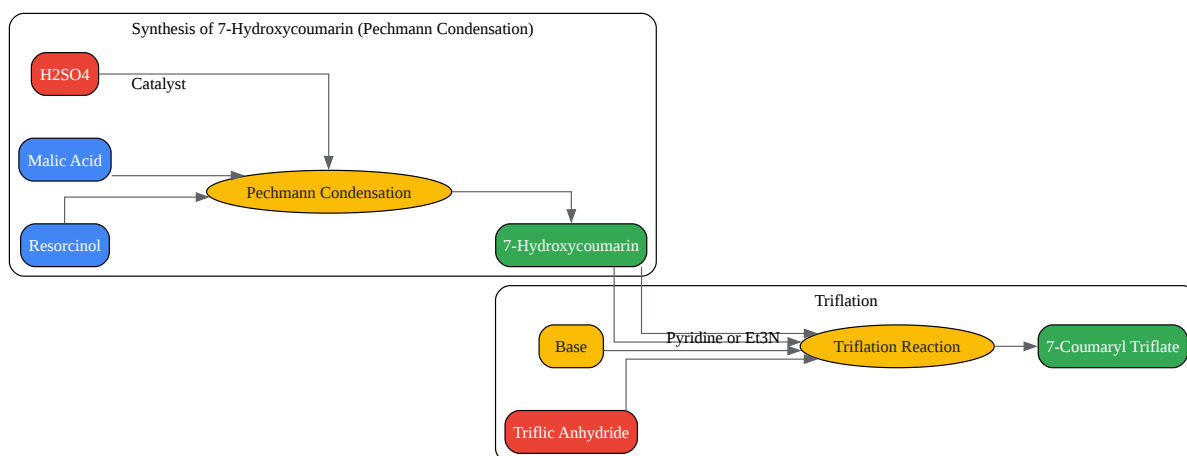 Synthesis of 7-Hydroxycoumarin (Pechmann Condensation)
H2SO4
Catalyst
Malic Acid
Pechmann Condensation
Resorcinol
7-Hydroxycoumarin
Triflation
Base
Pyridine or Et3N
Triflation Reaction
7-Coumaryl Triflate
Triflic Anhydride